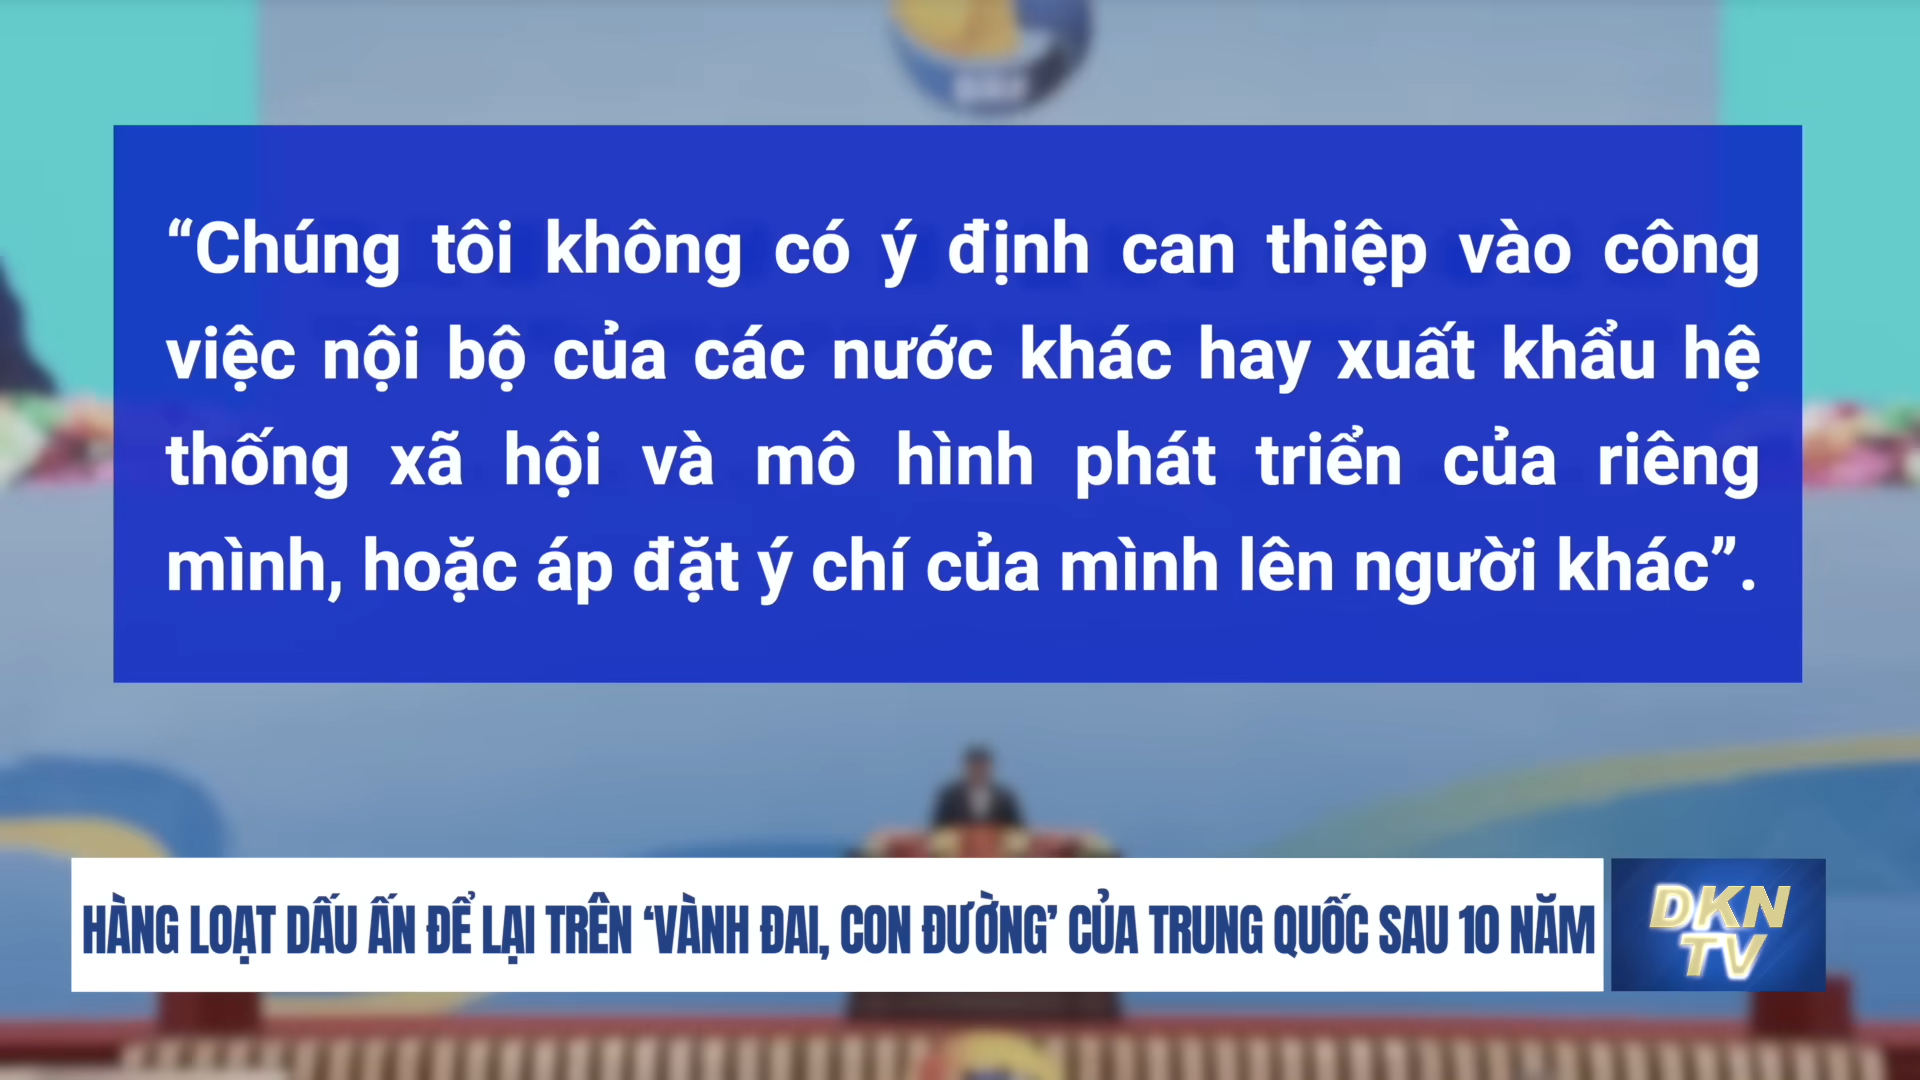 “Chúng tôi không có ý định can thiệp vào công
việc nội bộ của các nước khác hay xuất khẩu hệ
thống xã hội và mô hình phát triển của riêng
mình, hoặc áp đặt ý chí của mình lên người khác”.
HÀNG LOẠT DẤU ẤN ĐỂ LẠI TRÊN ‘VÀNH ĐAI, CON ĐƯỜNG’ CỦA TRUNG QUỐC SAU 10 NĂM
DKN
TV